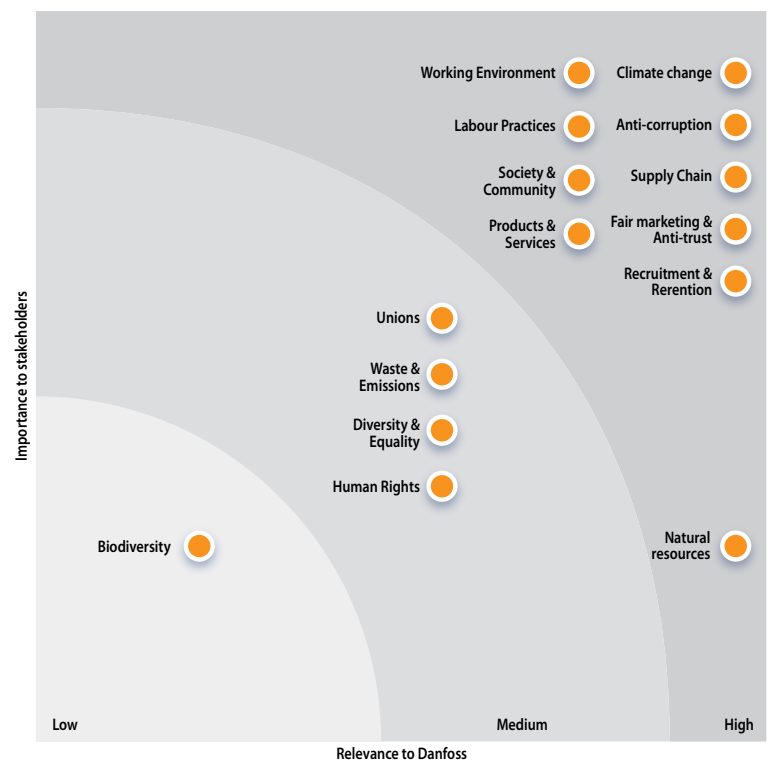 Working Environment
Climate change
Labour Practices
Anti-corruption
Society &
Community
Supply Chain
Products &
Services
Fair marketing &
Anti-trust
Recruitment &
Rerention
Unions
Waste &
Emissions
Diversity &
Equality
Human Rights
Biodiversity
Natural
resources
Importance to stakeholders
Low
Medium
High
Relevance to Danfoss